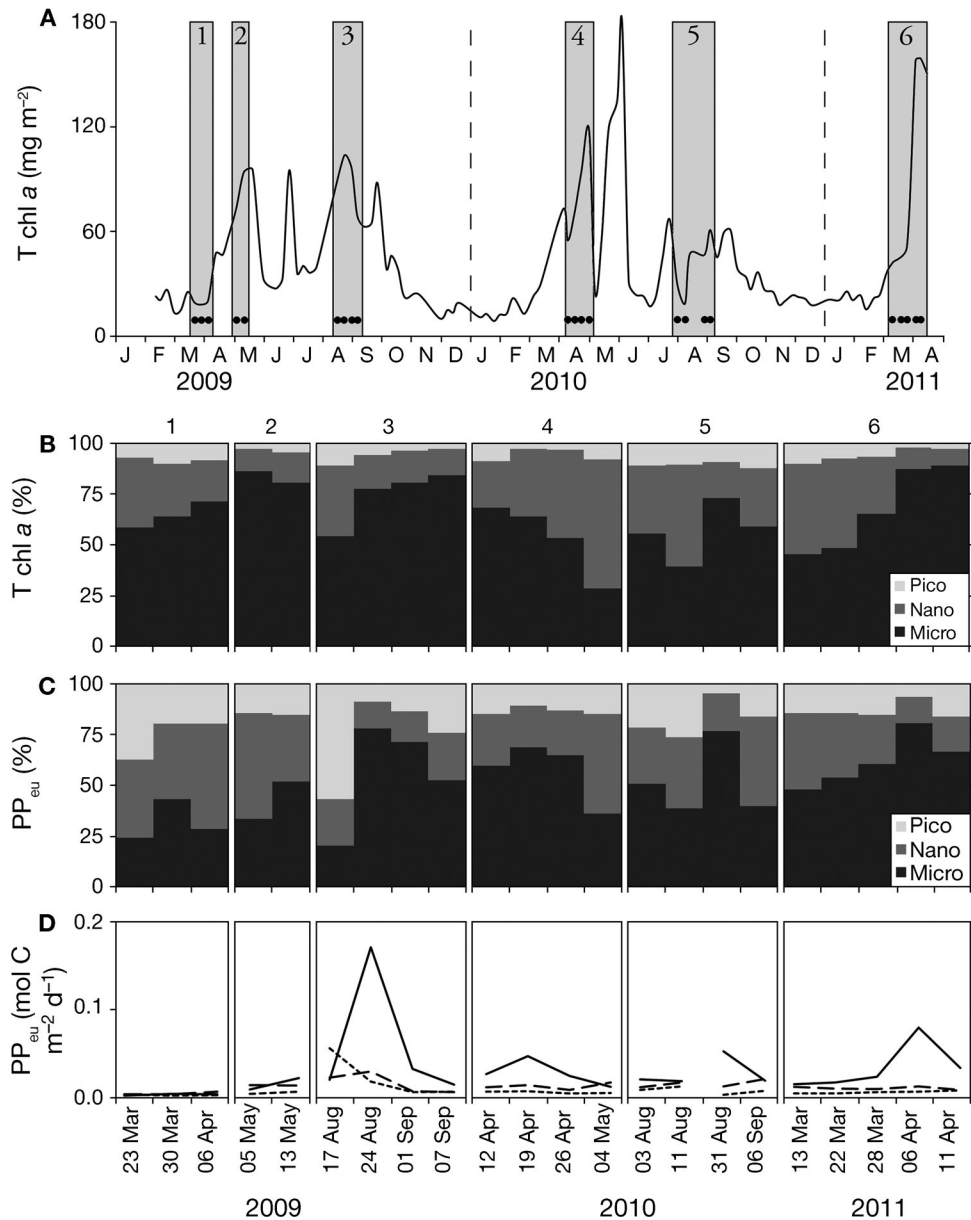 A
T chl a (mg m–2)
180
120
60
0
1 2 3 4 5 6
J F M A M J J A S O N D J F M A M J J A S O N D J F M A
2009 2010 2011
B
1 2 3 4 5 6
T chl a (%)
100
75
50
25
0
Pico
Nano
Micro
C
PPeu (%)
100
75
50
25
0
Pico
Nano
Micro
D
PPeu (mol C
m–2 d–1)
0.2
0.1
0.0
23 Mar
30 Mar
06 Apr
05 May
13 May
17 Aug
24 Aug
01 Sep
07 Sep
12 Apr
19 Apr
26 Apr
04 May
03 Aug
11 Aug
31 Aug
06 Sep
13 Mar
22 Mar
28 Mar
06 Apr
11 Apr
2009 2010 2011